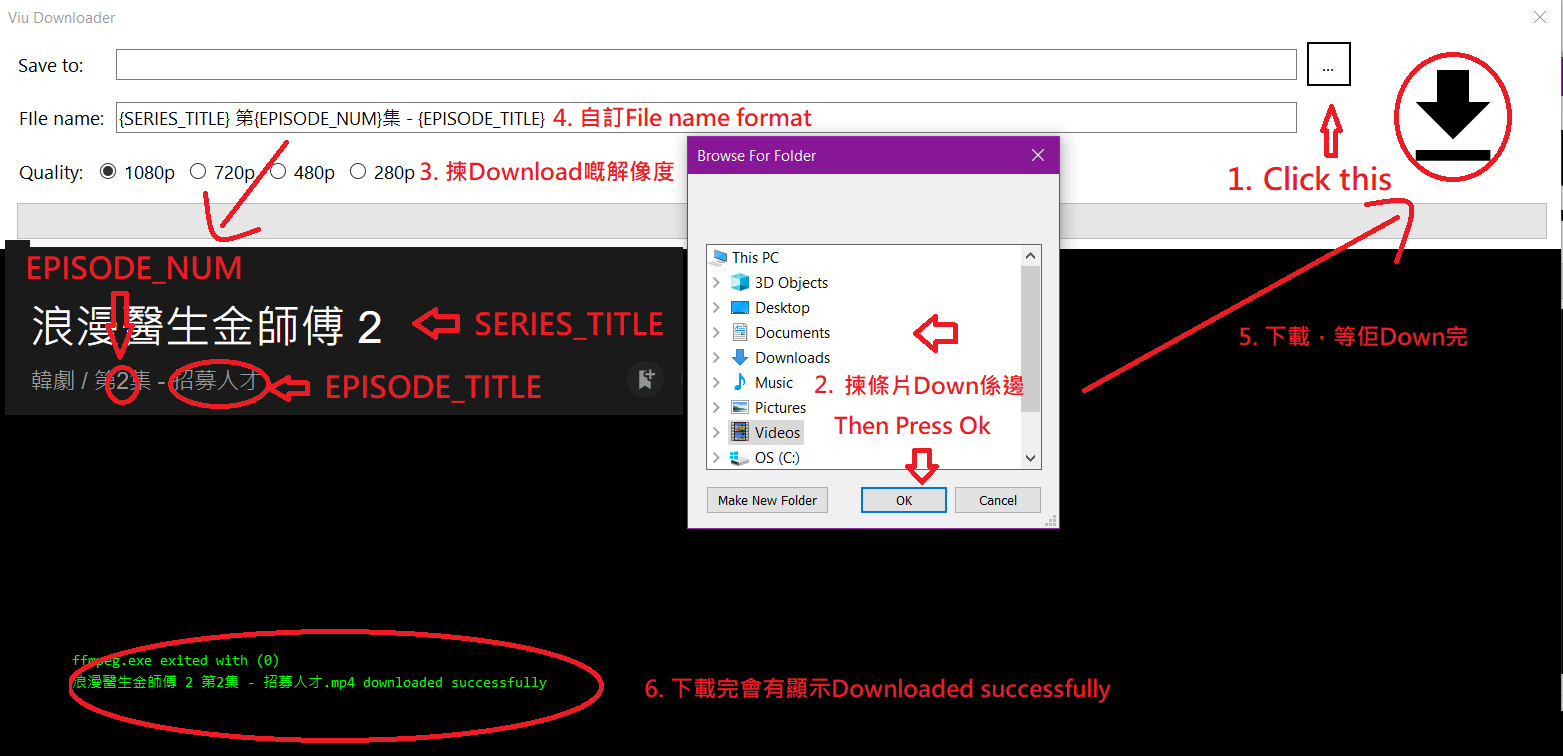 Viu Downloader
Save to:
...
FIle name:
{SERIES_TITLE} 第{EPISODE_NUM}集 - {EPISODE_TITLE}
4. 自訂File name format
Quality:
1080p
720p
480p
280p
3. 揀Download嘅解像度
1. Click this
Browse For Folder
This PC
3D Objects
Desktop
Documents
Downloads
Music
Pictures
Videos
OS (C:)
2. 揀條片Down係邊
Then Press Ok
Make New Folder
OK
Cancel
EPISODE_NUM
浪漫醫生金師傅 2
SERIES_TITLE
韓劇 / 第2集 - 招募人才
EPISODE_TITLE
5. 下載，等佢Down完
ffmpeg.exe exited with (0)
浪漫醫生金師傅 2 第2集 - 招募人才.mp4 downloaded successfully
6. 下載完會有顯示Downloaded successfully